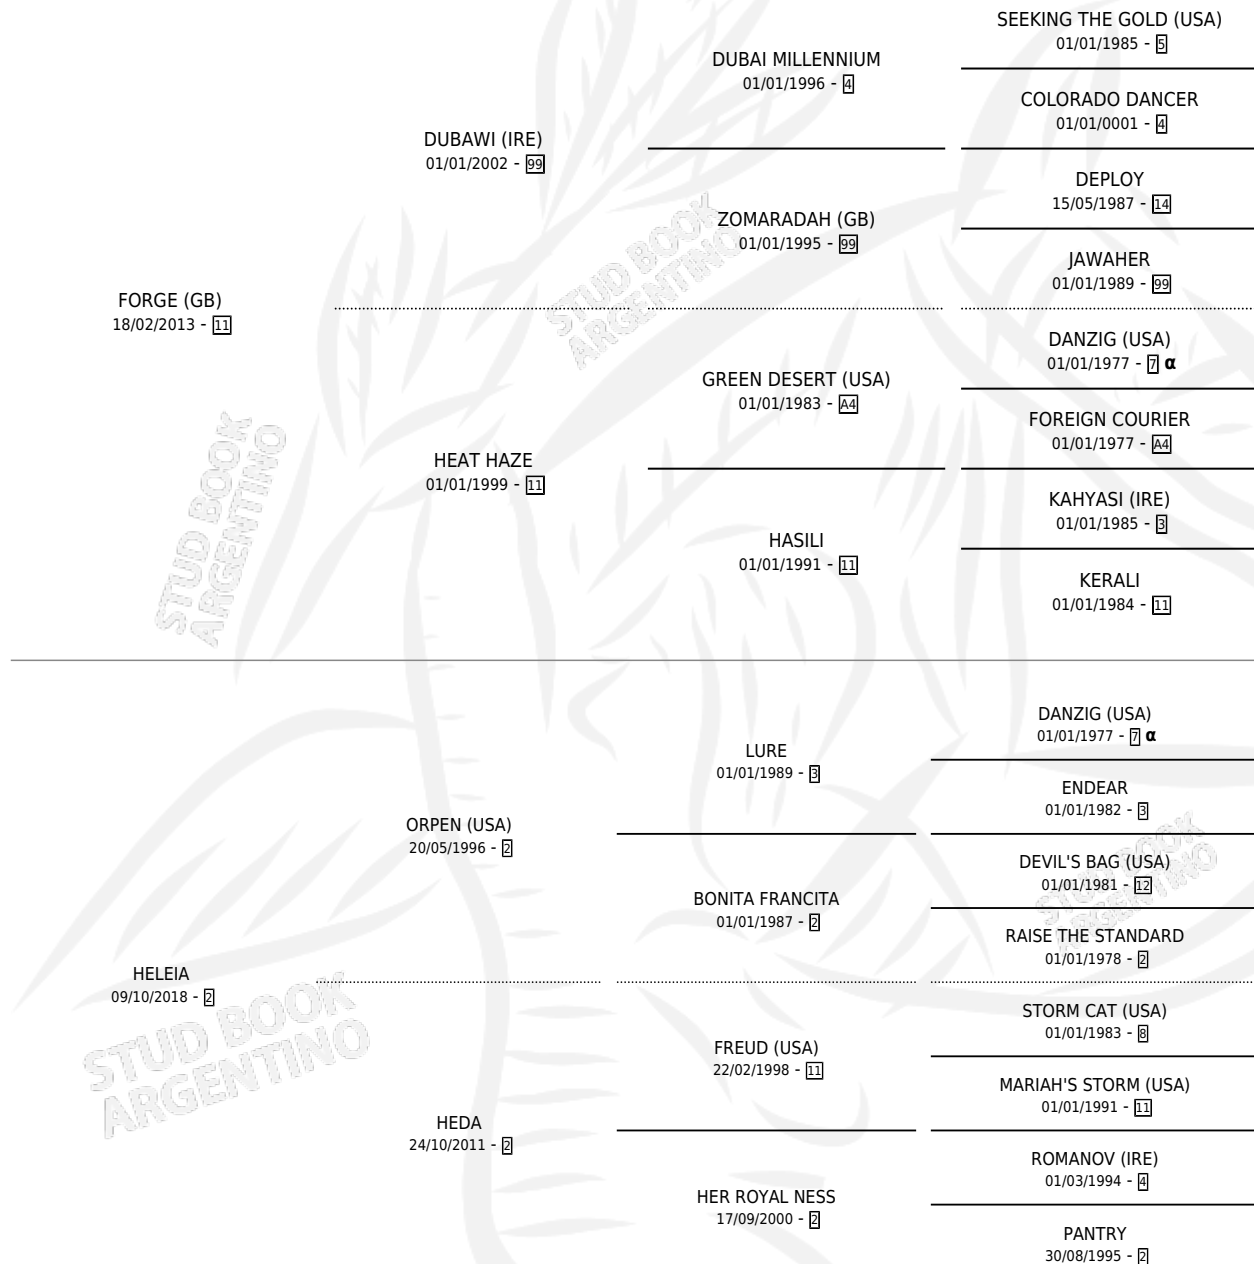 SEEKING THE GOLD (USA)
01/01/1985 - 5
DUBAI MILLENNIUM
01/01/1996 - 4
COLORADO DANCER
01/01/0001 - 4
DUBAWI (IRE)
01/01/2002 - 99
DEPLOY
15/05/1987 - 14
ZOMARADAH (GB)
01/01/1995 - 99
JAWAHER
01/01/1989 - 99
FORGE (GB)
18/02/2013 - 11
DANZIG (USA)
01/01/1977 - 7 α
GREEN DESERT (USA)
01/01/1983 - A4
FOREIGN COURIER
01/01/1977 - A4
HEAT HAZE
01/01/1999 - 11
KAHYASI (IRE)
01/01/1985 - 3
HASILI
01/01/1991 - 11
KERALI
01/01/1984 - 11
DANZIG (USA)
01/01/1977 - 7 α
LURE
01/01/1989 - 3
ENDEAR
01/01/1982 - 3
ORPEN (USA)
20/05/1996 - 2
DEVIL'S BAG (USA)
01/01/1981 - 12
BONITA FRANCITA
01/01/1987 - 2
RAISE THE STANDARD
01/01/1978 - 2
HELEIA
09/10/2018 - 2
STORM CAT (USA)
01/01/1983 - 8
FREUD (USA)
22/02/1998 - 11
MARIAH'S STORM (USA)
01/01/1991 - 11
HEDA
24/10/2011 - 2
ROMANOV (IRE)
01/03/1994 - 4
HER ROYAL NESS
17/09/2000 - 2
PANTRY
30/08/1995 - 2
STUD BOOK
ARGENTINO
STUD BOOK
ARGENTINO
STUD BOOK
ARGENTINO
STUD BOOK
ARGENTINO